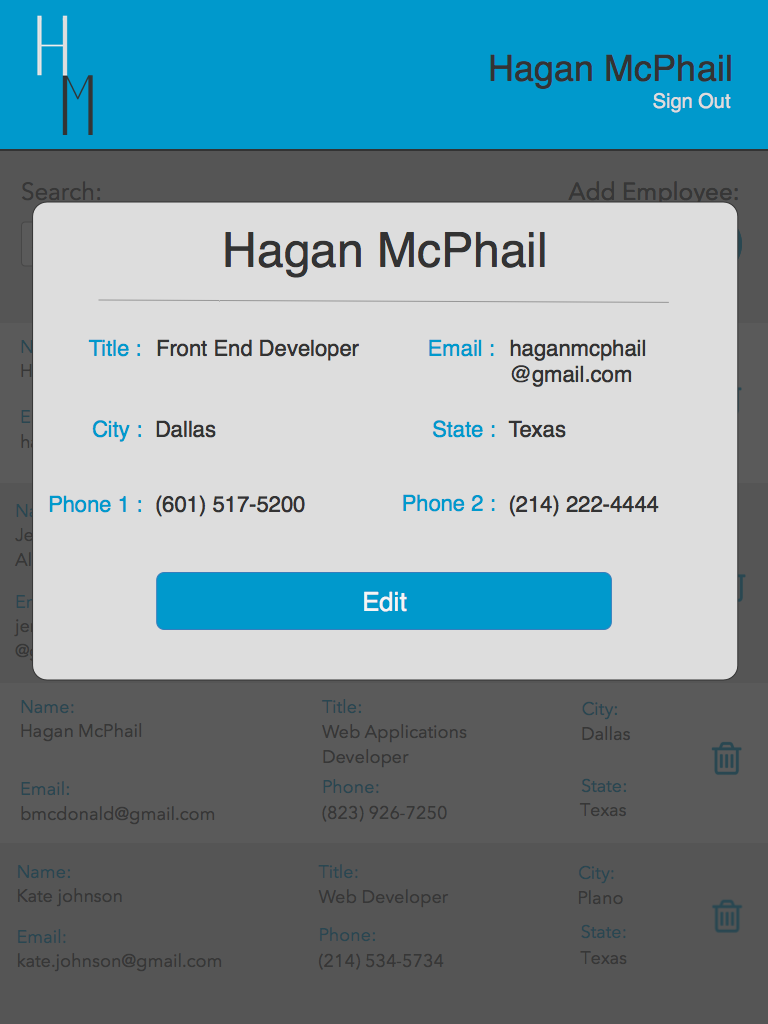 H
M
Hagan McPhail
Sign Out
Search:
Add Employee:
Hagan McPhail
Title : Front End Developer
Email : haganmcphail
@gmail.com
City : Dallas
State : Texas
Phone 1 : (601) 517-5200
Phone 2 : (214) 222-4444
Edit
Name:
Hagan McPhail
Title:
Web Applications
Developer
City:
Dallas
Email:
bmcdonald@gmail.com
Phone:
(823) 926-7250
State:
Texas
Name:
Kate johnson
Title:
Web Developer
City:
Plano
Email:
kate.johnson@gmail.com
Phone:
(214) 534-5734
State:
Texas